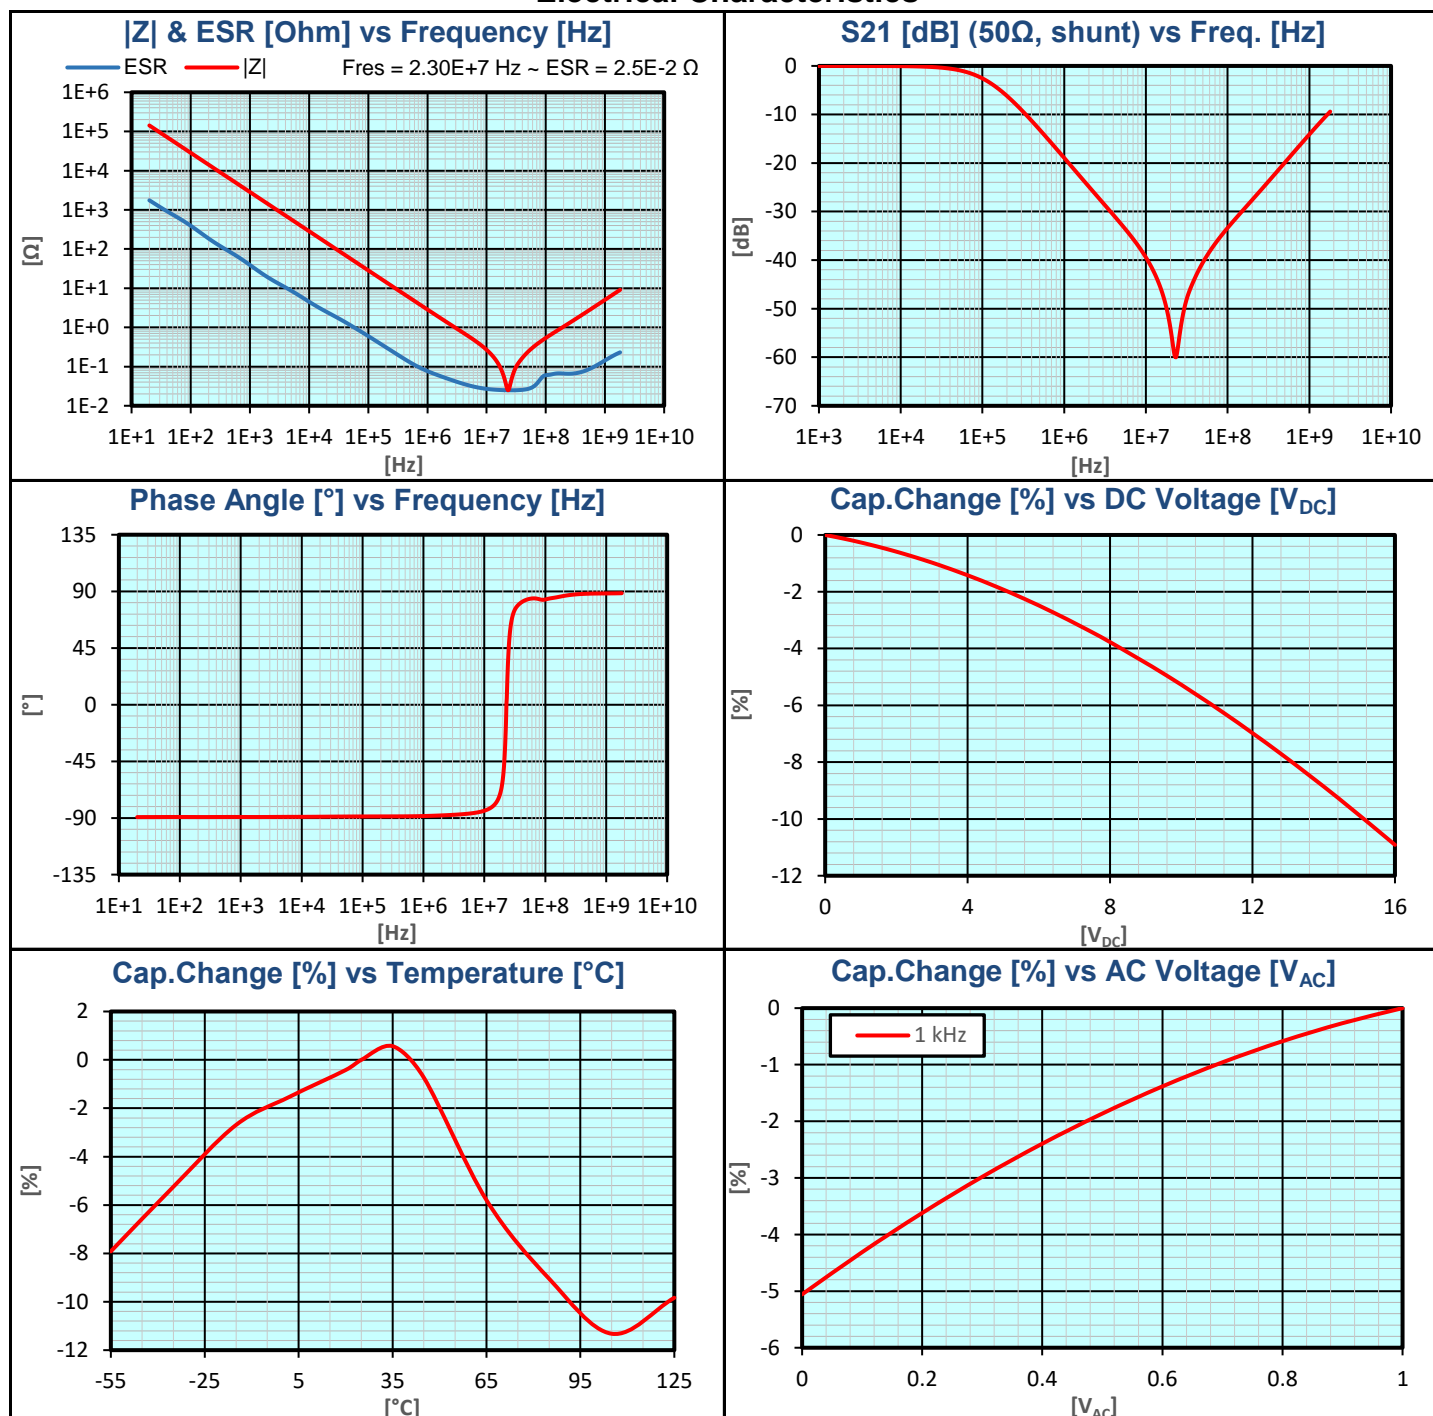 Electrical Characteristics
|Z| & ESR [Ohm] vs Frequency [Hz]
ESR |Z| Fres = 2.30E+7 Hz ~ ESR = 2.5E-2 Ω
1E+6
1E+5
1E+4
1E+3
1E+2
1E+1
1E+0
1E-1
1E-2
[Ω]
1E+1 1E+2 1E+3 1E+4 1E+5 1E+6 1E+7 1E+8 1E+9 1E+10
[Hz]
S21 [dB] (50Ω, shunt) vs Freq. [Hz]
0
-10
-20
-30
-40
-50
-60
-70
[dB]
1E+3 1E+4 1E+5 1E+6 1E+7 1E+8 1E+9 1E+10
[Hz]
Phase Angle [°] vs Frequency [Hz]
135
90
45
0
-45
-90
-135
[°]
1E+1 1E+2 1E+3 1E+4 1E+5 1E+6 1E+7 1E+8 1E+9 1E+10
[Hz]
Cap.Change [%] vs DC Voltage [VDC]
0
-2
-4
-6
-8
-10
-12
[%]
0 4 8 12 16
[VDC]
Cap.Change [%] vs Temperature [°C]
2
0
-2
-4
-6
-8
-10
-12
[%]
-55 -25 5 35 65 95 125
[°C]
Cap.Change [%] vs AC Voltage [VAC]
1 kHz
0
-1
-2
-3
-4
-5
-6
[%]
0 0.2 0.4 0.6 0.8 1
[VAC]